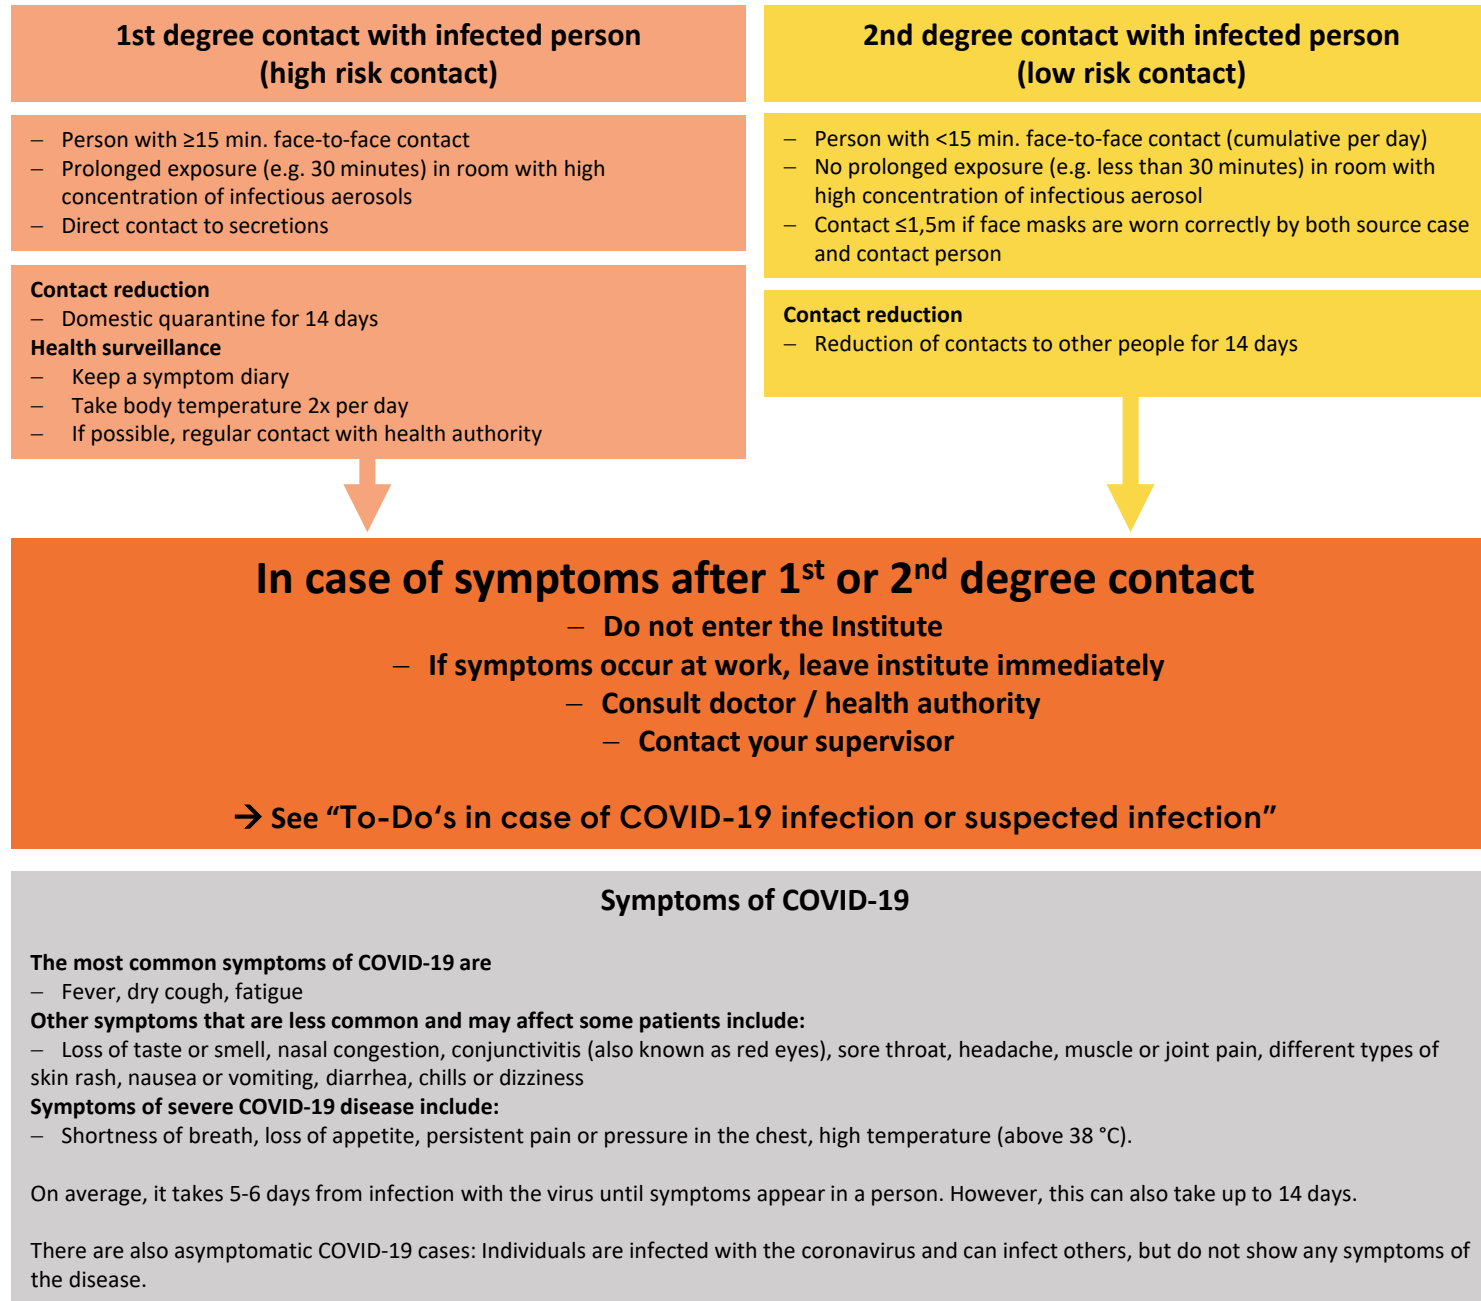 1st degree contact with infected person
(high risk contact)
– Person with ≥15 min. face-to-face contact
– Prolonged exposure (e.g. 30 minutes) in room with high
concentration of infectious aerosols
– Direct contact to secretions
Contact reduction
– Domestic quarantine for 14 days
Health surveillance
– Keep a symptom diary
– Take body temperature 2x per day
– If possible, regular contact with health authority
2nd degree contact with infected person
(low risk contact)
– Person with <15 min. face-to-face contact (cumulative per day)
– No prolonged exposure (e.g. less than 30 minutes) in room with
high concentration of infectious aerosol
– Contact ≤1,5m if face masks are worn correctly by both source case
and contact person
Contact reduction
– Reduction of contacts to other people for 14 days
In case of symptoms after 1st or 2nd degree contact
– Do not enter the Institute
– If symptoms occur at work, leave institute immediately
– Consult doctor / health authority
– Contact your supervisor
→ See “To-Do‘s in case of COVID-19 infection or suspected infection”
Symptoms of COVID-19
The most common symptoms of COVID-19 are
– Fever, dry cough, fatigue
Other symptoms that are less common and may affect some patients include:
– Loss of taste or smell, nasal congestion, conjunctivitis (also known as red eyes), sore throat, headache, muscle or joint pain, different types of
skin rash, nausea or vomiting, diarrhea, chills or dizziness
Symptoms of severe COVID-19 disease include:
– Shortness of breath, loss of appetite, persistent pain or pressure in the chest, high temperature (above 38 °C).
On average, it takes 5-6 days from infection with the virus until symptoms appear in a person. However, this can also take up to 14 days.
There are also asymptomatic COVID-19 cases: Individuals are infected with the coronavirus and can infect others, but do not show any symptoms of
the disease.